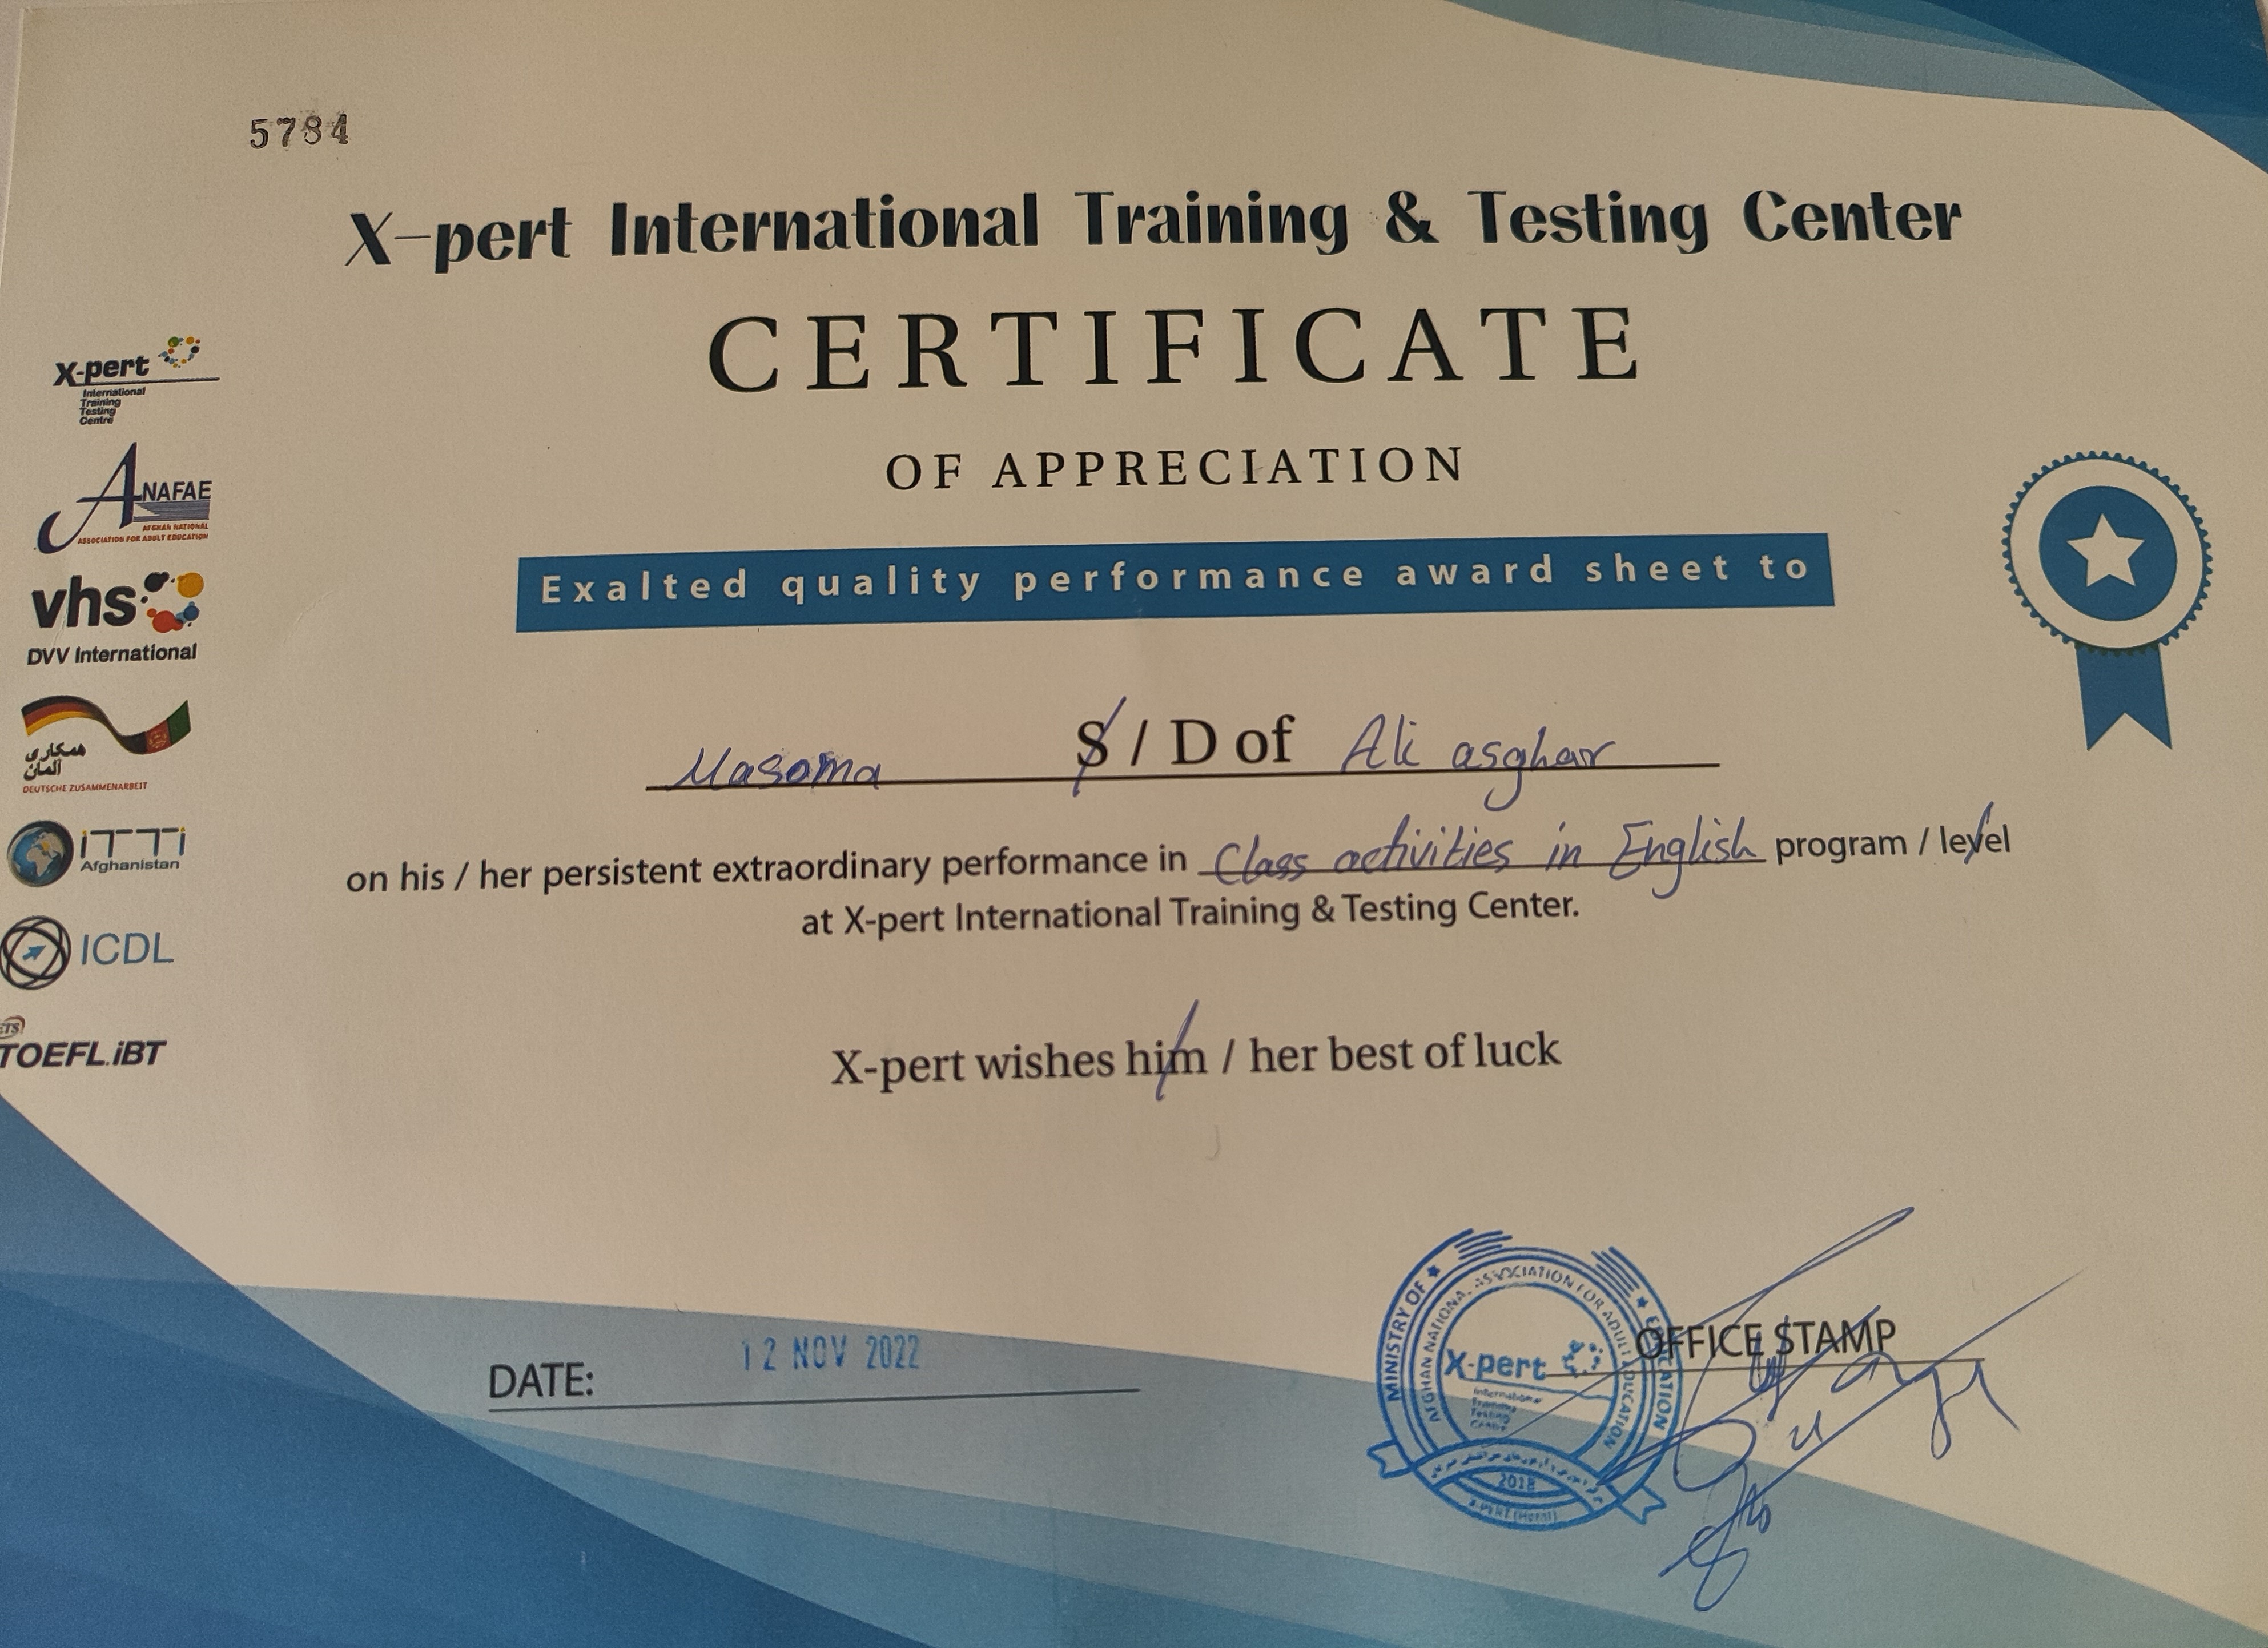 5784
X-pert International Training & Testing Center
CERTIFICATE
OF APPRECIATION
Exalted quality performance award sheet to
Masoma S / D of Ali asghar
on his / her persistent extraordinary performance in Class activities in English program / level
at X-pert International Training & Testing Center.
X-pert wishes him / her best of luck
X-pert
International
Training
Testing
Centre
ANAFAE
AFGHAN NATIONAL
ASSOCIATION FOR ADULT EDUCATION
vhs
DVV International
همکاری
آلمان
DEUTSCHE ZUSAMMENARBEIT
iTTTi
Afghanistan
ICDL
ETS
TOEFL.iBT
DATE: 12 NOV 2022
OFFICE STAMP
MINISTRY OF EDUCATION
AFGHAN NATIONAL ASSOCIATION FOR ADULT EDUCATION
X-pert
International
Training
Testing
Centre
2018
X-PERT (Herat)